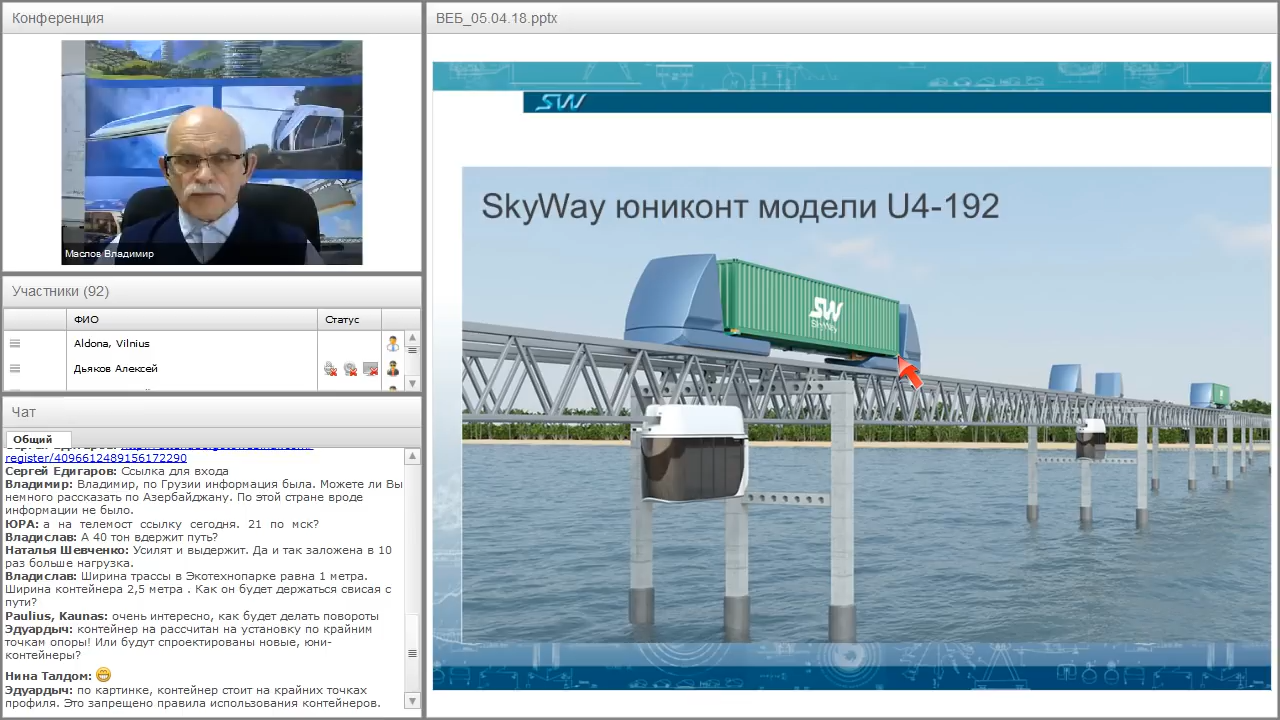 Конференция
ВЕБ_05.04.18.pptx
Маслов Владимир
Участники (92)
ФИО
Статус
Aldona, Vilnius
Дьяков Алексей
Чат
Общий
register/4096612489156172290
Сергей Едигаров: Ссылка для входа
Владимир: Владимир, по Грузии информация была. Можете ли Вы
немного рассказать по Азербайджану. По этой стране вроде
информации не было.
ЮРА: а на телемост ссылку сегодня. 21 по мск?
Владислав: А 40 тон вдержит путь?
Наталья Шевченко: Усилят и выдержит. Да и так заложена в 10
раз больше нагрузка.
Владислав: Ширина трассы в Экотехнопарке равна 1 метра.
Ширина контейнера 2,5 метра . Как он будет держаться свисая с
пути?
Paulius, Kaunas: очень интересно, как будет делать повороты
Эдуардыч: контейнер на рассчитан на установку по крайним
точкам опоры! Или будут спроектированы новые, юни-
контейнеры?
Нина Талдом:
Эдуардыч: по картинке, контейнер стоит на крайних точках
профиля. Это запрещено правила использования контейнеров.
SW
SkyWay юниконт модели U4-192
SW
SkyWay